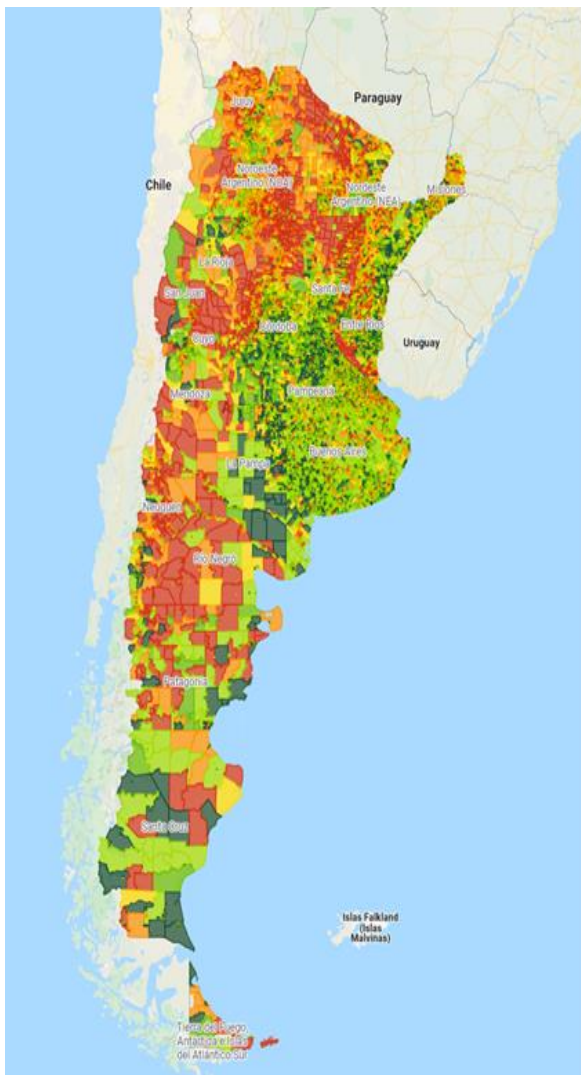 Paraguay
Jujuy
Chile
Noroeste
Argentino (NOA)
Nordeste
Argentino (NEA)
Misiones
La Rioja
San Juan
Santa Fe
Córdoba
Entre Ríos
Cuyo
Uruguay
Mendoza
Pampeana
Buenos Aires
La Pampa
Neuquén
Río Negro
Patagonia
Santa Cruz
Islas Falkland
(Islas
Malvinas)
Tierra del Fuego
Antártida e Islas
del Atlántico Sur